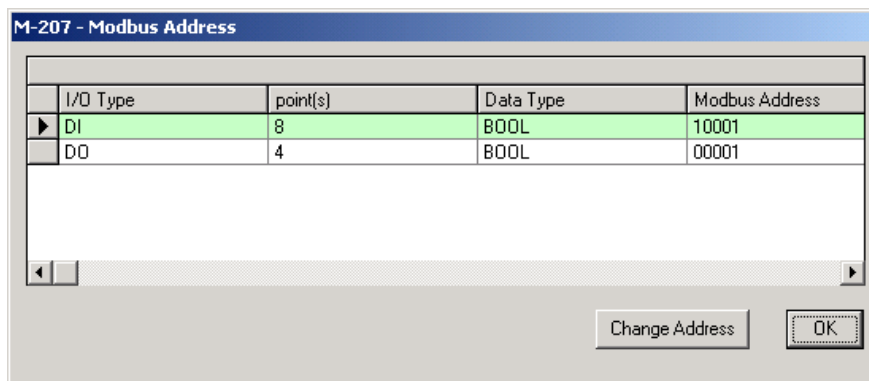 M-207 - Modbus Address
I/O Type point(s) Data Type Modbus Address
DI 8 BOOL 10001
DO 4 BOOL 00001
Change Address OK